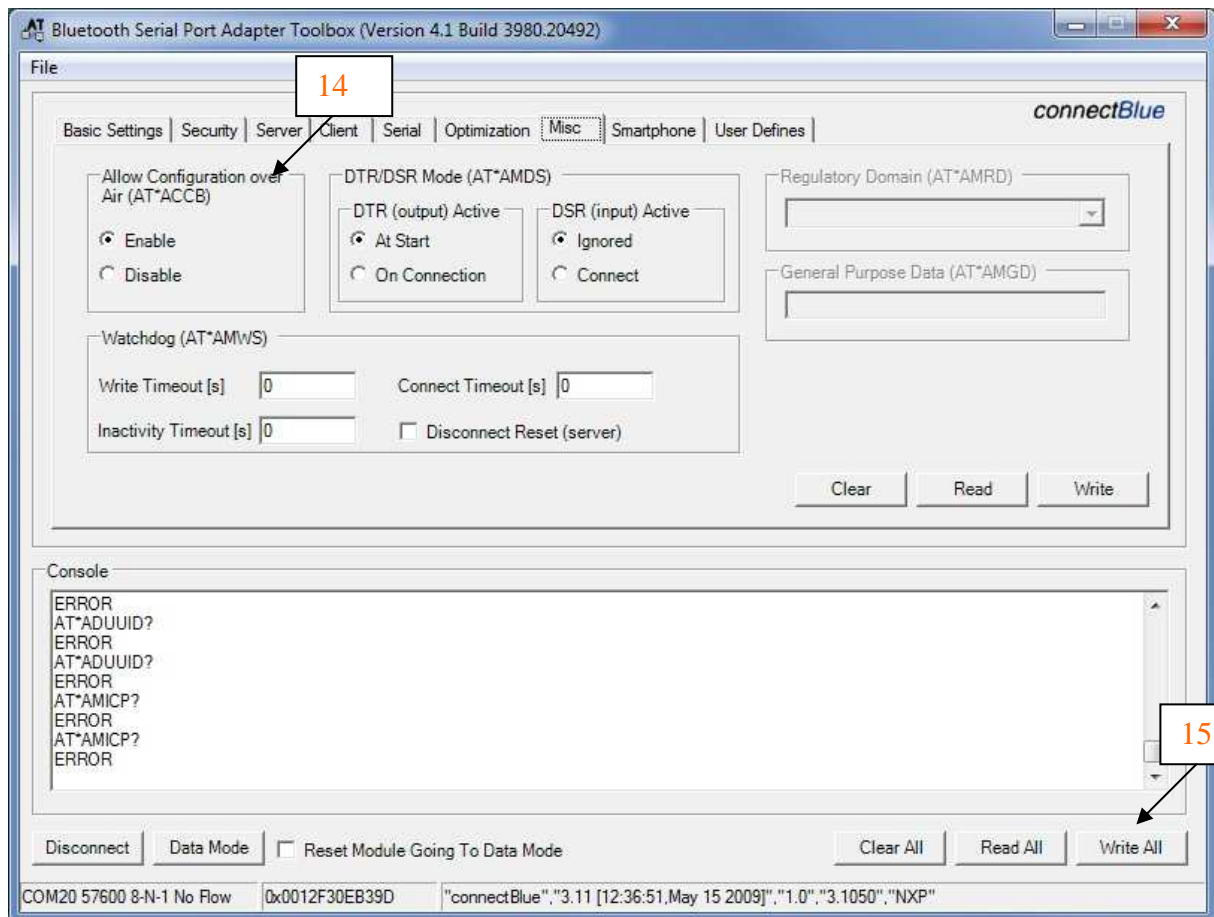 Bluetooth Serial Port Adapter Toolbox (Version 4.1 Build 3980.20492)
File
14
connectBlue
Basic Settings Security Server Client Serial Optimization Misc Smartphone User Defines
Allow Configuration over
Air (AT*ACCB)
Enable
Disable
DTR/DSR Mode (AT*AMDS)
DTR (output) Active
At Start
On Connection
DSR (input) Active
Ignored
Connect
Regulatory Domain (AT*AMRD)
General Purpose Data (AT*AMGD)
Watchdog (AT*AMWS)
Write Timeout [s] 0 Connect Timeout [s] 0
Inactivity Timeout [s] 0 Disconnect Reset (server)
Clear Read Write
Console
ERROR
AT*ADUUID?
ERROR
AT*ADUUID?
ERROR
AT*AMICP?
ERROR
AT*AMICP?
ERROR
15
Disconnect Data Mode Reset Module Going To Data Mode Clear All Read All Write All
COM20 57600 8-N-1 No Flow 0x0012F30EB39D "connectBlue","3.11 [12:36:51,May 15 2009]","1.0","3.1050","NXP"